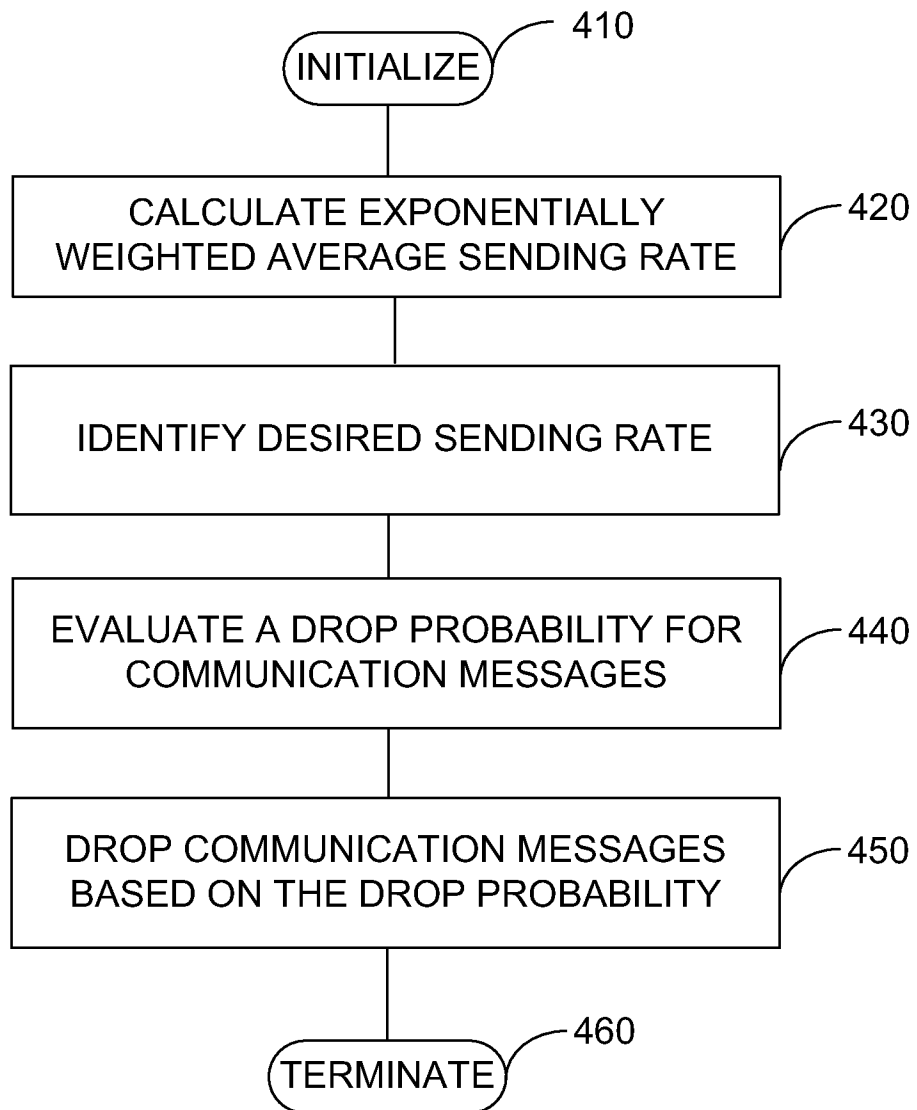 410
INITIALIZE
CALCULATE EXPONENTIALLY
WEIGHTED AVERAGE SENDING RATE
420
IDENTIFY DESIRED SENDING RATE
430
EVALUATE A DROP PROBABILITY FOR
COMMUNICATION MESSAGES
440
DROP COMMUNICATION MESSAGES
BASED ON THE DROP PROBABILITY
450
460
TERMINATE